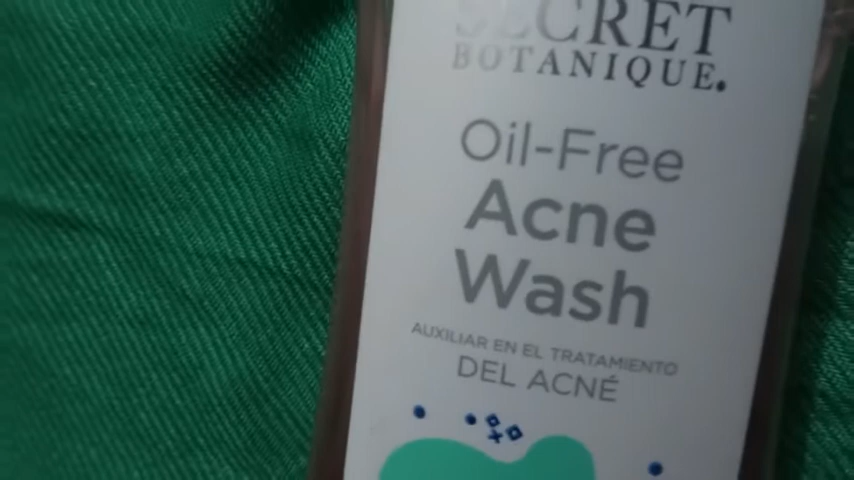 SECRET
BOTANIQUE.
Oil-Free
Acne
Wash
AUXILIAR EN EL TRATAMIENTO
DEL ACNÉ